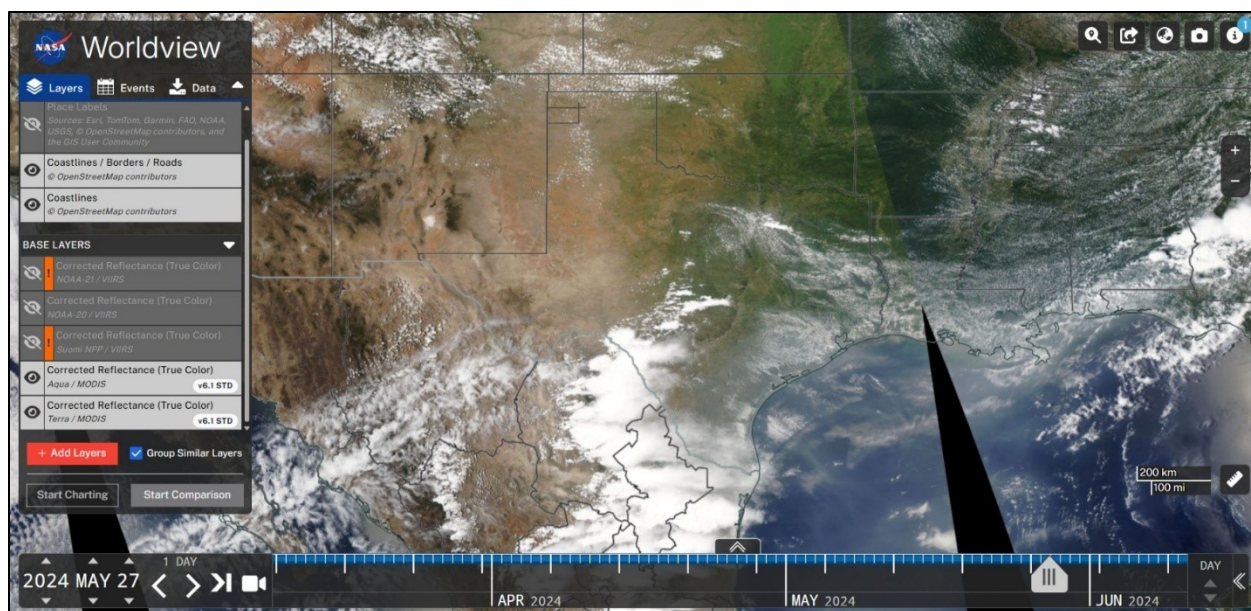 NASA
Worldview
1
Layers
Events
Data
Place Labels
Sources: Esri, TomTom, Garmin, FAO, NOAA,
USGS, © OpenStreetMap contributors, and
the GIS User Community
Coastlines / Borders / Roads
© OpenStreetMap contributors
Coastlines
© OpenStreetMap contributors
BASE LAYERS
! Corrected Reflectance (True Color)
NOAA-21 / VIIRS
Corrected Reflectance (True Color)
NOAA-20 / VIIRS
! Corrected Reflectance (True Color)
Suomi NPP / VIIRS
Corrected Reflectance (True Color)
Aqua / MODIS v6.1 STD
Corrected Reflectance (True Color)
Terra / MODIS v6.1 STD
+ Add Layers
Group Similar Layers
Start Charting
Start Comparison
200 km
100 mi
1 DAY
2024 MAY 27
APR 2024
MAY 2024
JUN 2024
DAY